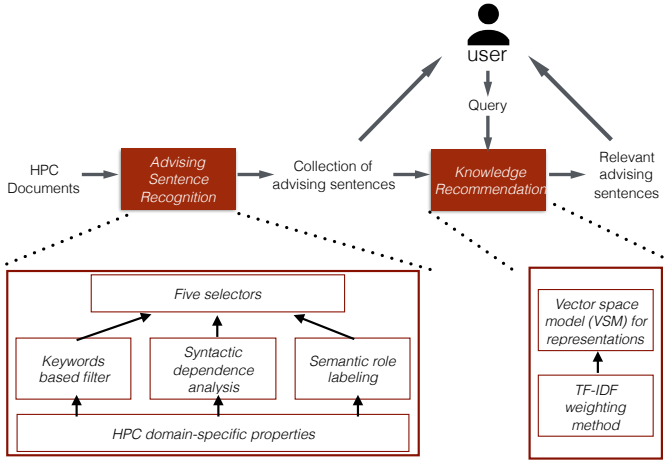 user
Query
HPC
Documents
Advising
Sentence
Recognition
Collection of
advising sentences
Knowledge
Recommendation
Relevant
advising
sentences
Five selectors
Keywords
based filter
Syntactic
dependence
analysis
Semantic role
labeling
HPC domain-specific properties
Vector space
model (VSM) for
representations
TF-IDF
weighting
method